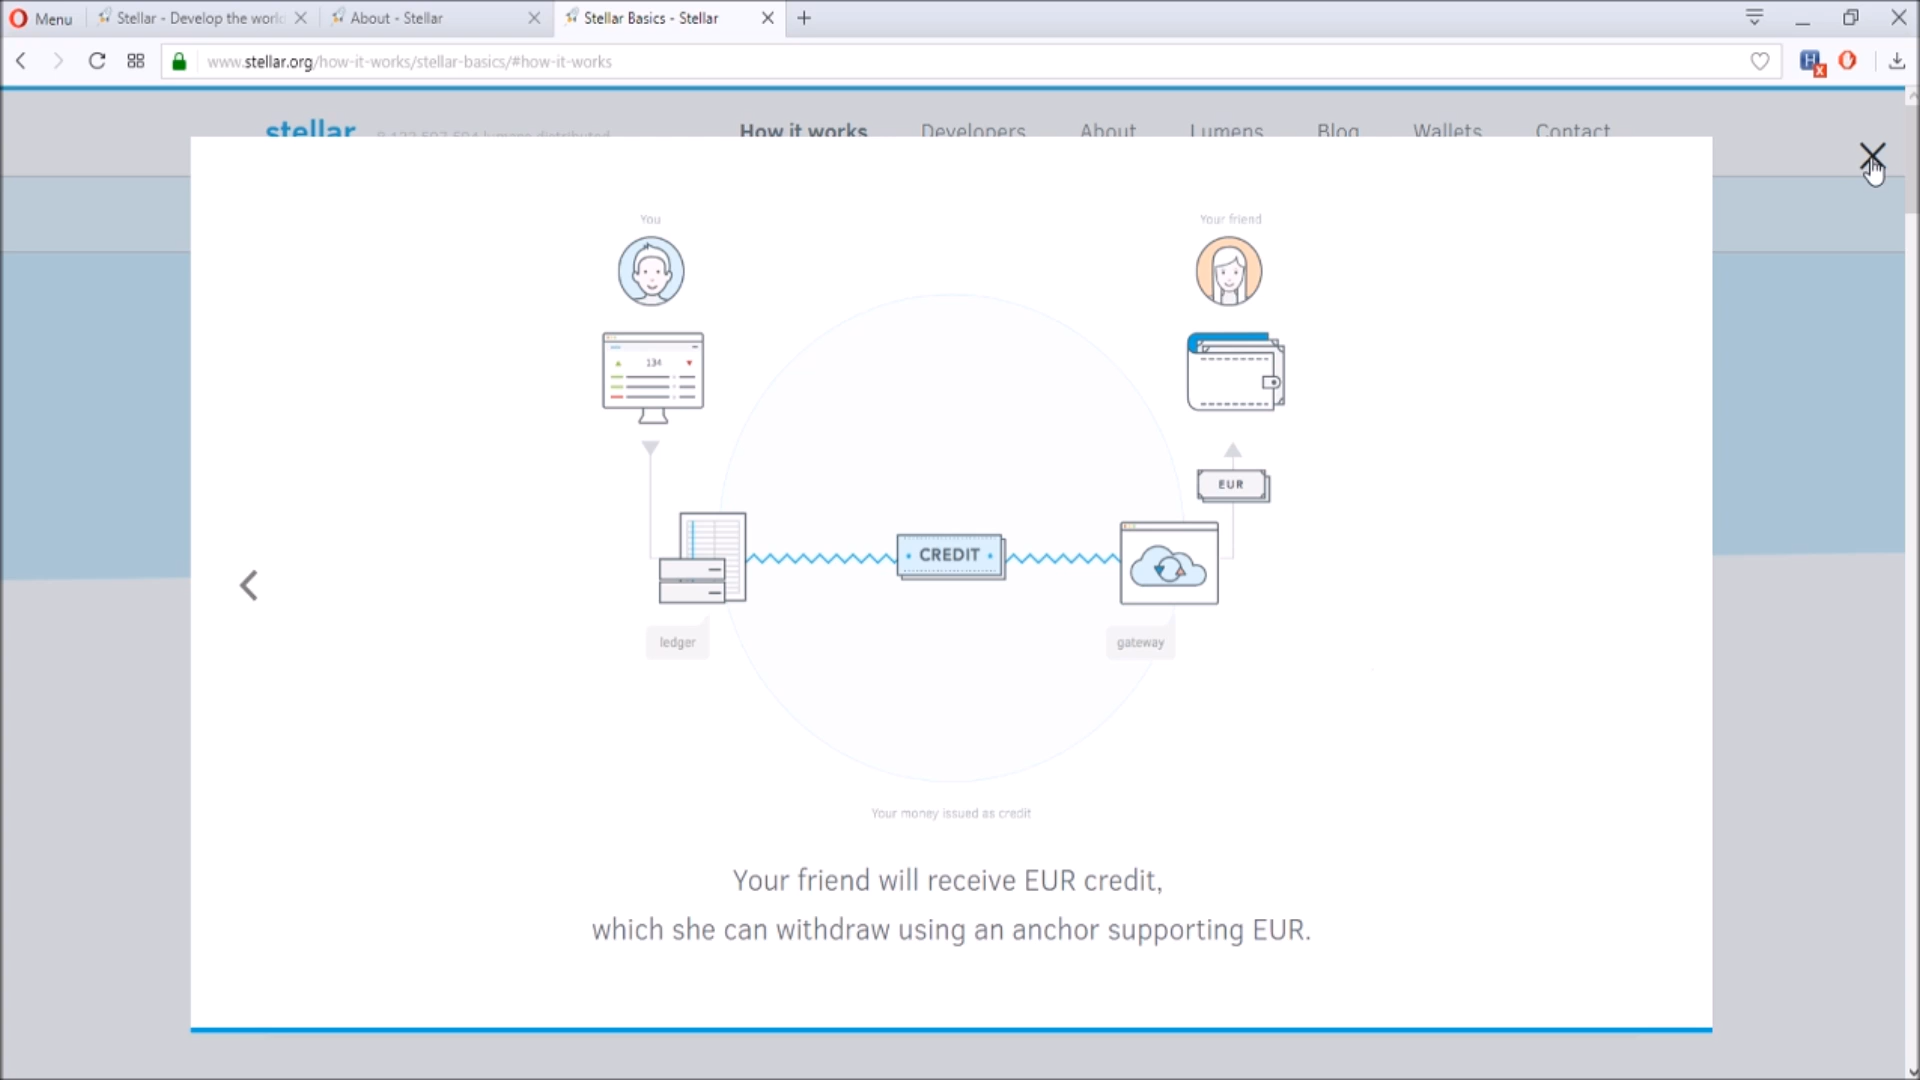 Menu
Stellar - Develop the world
About - Stellar
Stellar Basics - Stellar
www.stellar.org/how-it-works/stellar-basics/#how-it-works
stellar
lumens distributed
How it works
Developers
About
Lumens
Blog
Wallets
Contact
You
Your friend
134
EUR
CREDIT
ledger
gateway
Your money issued as credit
Your friend will receive EUR credit,
which she can withdraw using an anchor supporting EUR.